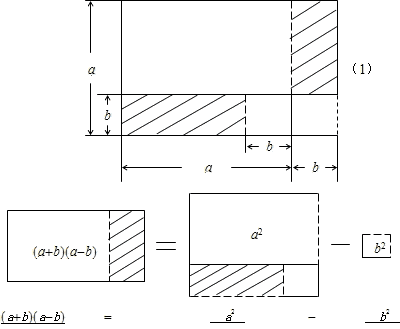 a
(1)
b
b
a
b
(a+b)(a−b) = a² − b²
(a+b)(a−b) = a² − b²